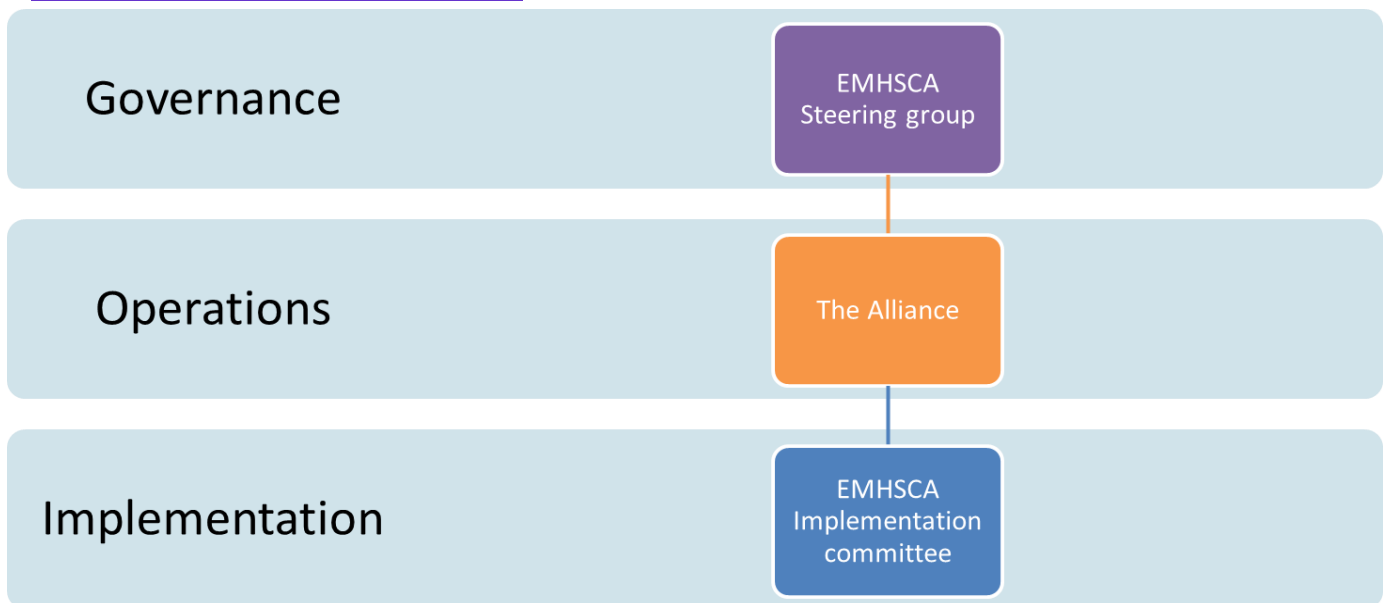 Governance
EMHSCA
Steering group
Operations
The Alliance
Implementation
EMHSCA
Implementation
committee